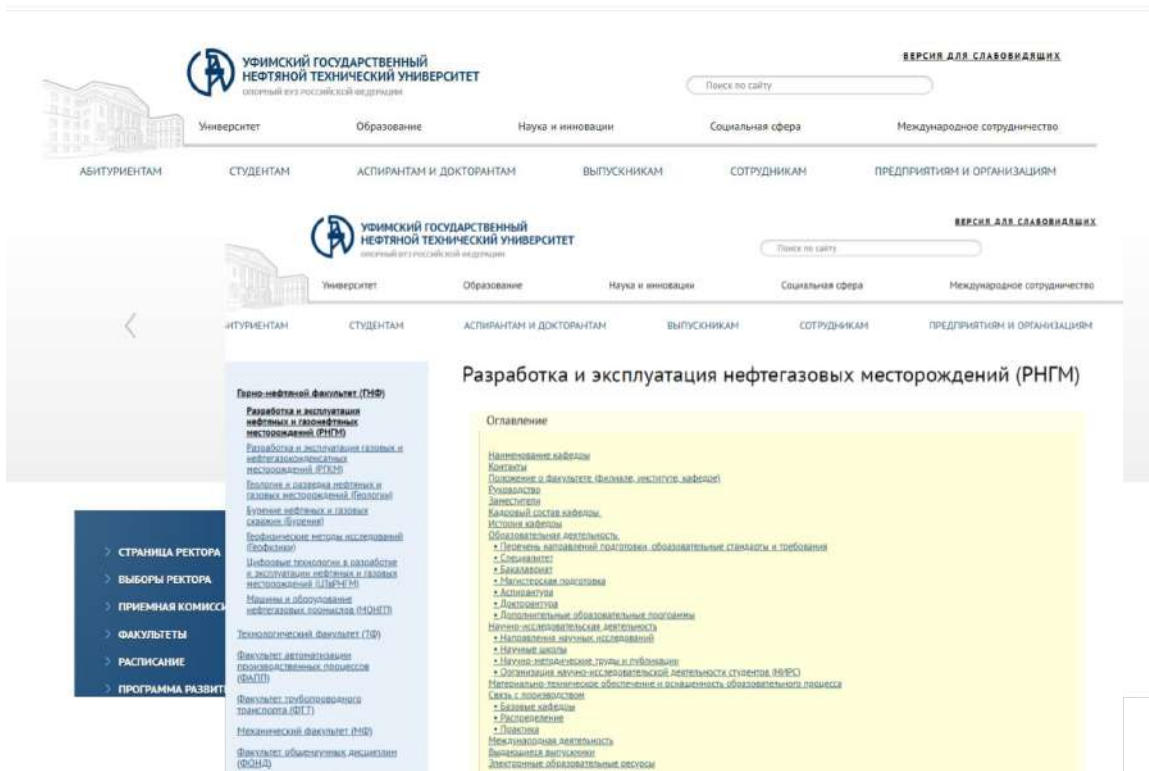 УФИМСКИЙ ГОСУДАРСТВЕННЫЙ
НЕФТЯНОЙ ТЕХНИЧЕСКИЙ УНИВЕРСИТЕТ
ОПОРНЫЙ ВУЗ РОССИЙСКОЙ ФЕДЕРАЦИИ
ВЕРСИЯ ДЛЯ СЛАБОВИДЯЩИХ
Поиск по сайту
Университет Образование Наука и инновации Социальная сфера Международное сотрудничество
АБИТУРИЕНТАМ СТУДЕНТАМ АСПИРАНТАМ И ДОКТОРАНТАМ ВЫПУСКНИКАМ СОТРУДНИКАМ ПРЕДПРИЯТИЯМ И ОРГАНИЗАЦИЯМ
УФИМСКИЙ ГОСУДАРСТВЕННЫЙ
НЕФТЯНОЙ ТЕХНИЧЕСКИЙ УНИВЕРСИТЕТ
ОПОРНЫЙ ВУЗ РОССИЙСКОЙ ФЕДЕРАЦИИ
ВЕРСИЯ ДЛЯ СЛАБОВИДЯЩИХ
Поиск по сайту
Университет Образование Наука и инновации Социальная сфера Международное сотрудничество
ИТУРИЕНТАМ СТУДЕНТАМ АСПИРАНТАМ И ДОКТОРАНТАМ ВЫПУСКНИКАМ СОТРУДНИКАМ ПРЕДПРИЯТИЯМ И ОРГАНИЗАЦИЯМ
СТРАНИЦА РЕКТОРА
ВЫБОРЫ РЕКТОРА
ПРИЕМНАЯ КОМИССИ
ФАКУЛЬТЕТЫ
РАСПИСАНИЕ
ПРОГРАММА РАЗВИТ
Горно-нефтяной факультет (ГНФ)
Разработка и эксплуатация
нефтяных и газонефтяных
месторождений (РНГМ)
Разработка и эксплуатация газовых и
нефтегазоконденсатных
месторождений (РГКМ)
Геология и разведка нефтяных и
газовых месторождений (Геология)
Бурение нефтяных и газовых
скважин (Бурения)
Геофизические методы исследований
(Геофизики)
Цифровые технологии в разработке
и эксплуатации нефтяных и газовых
месторождений (ЦТвРНГМ)
Машины и оборудование
нефтегазовых промыслов (МОНГП)
Технологический факультет (ТФ)
Факультет автоматизации
производственных процессов
(ФАПП)
Факультет трубопроводного
транспорта (ФТТ)
Механический факультет (МФ)
Факультет общенаучных дисциплин
(ФОНД)
Разработка и эксплуатация нефтегазовых месторождений (РНГМ)
Оглавление
Наименование кафедры
Контакты
Положение о факультете (филиале, институте, кафедре)
Руководство
Заместители
Кадровый состав кафедры
История кафедры
Образовательная деятельность
• Перечень направлений подготовки, образовательные стандарты и требования
• Специалитет
• Бакалавриат
• Магистерская подготовка
• Аспирантура
• Докторантура
• Дополнительные образовательные программы
Научно-исследовательская деятельность
• Направления научных исследований
• Научные школы
• Научно-методические труды и публикации
• Организация научно-исследовательской деятельности студентов (НИРС)
Материально-техническое обеспечение и оснащенность образовательного процесса
Связь с производством
• Базовые кафедры
• Распределение
• Практика
Международная деятельность
Выдающиеся выпускники
Электронные образовательные ресурсы